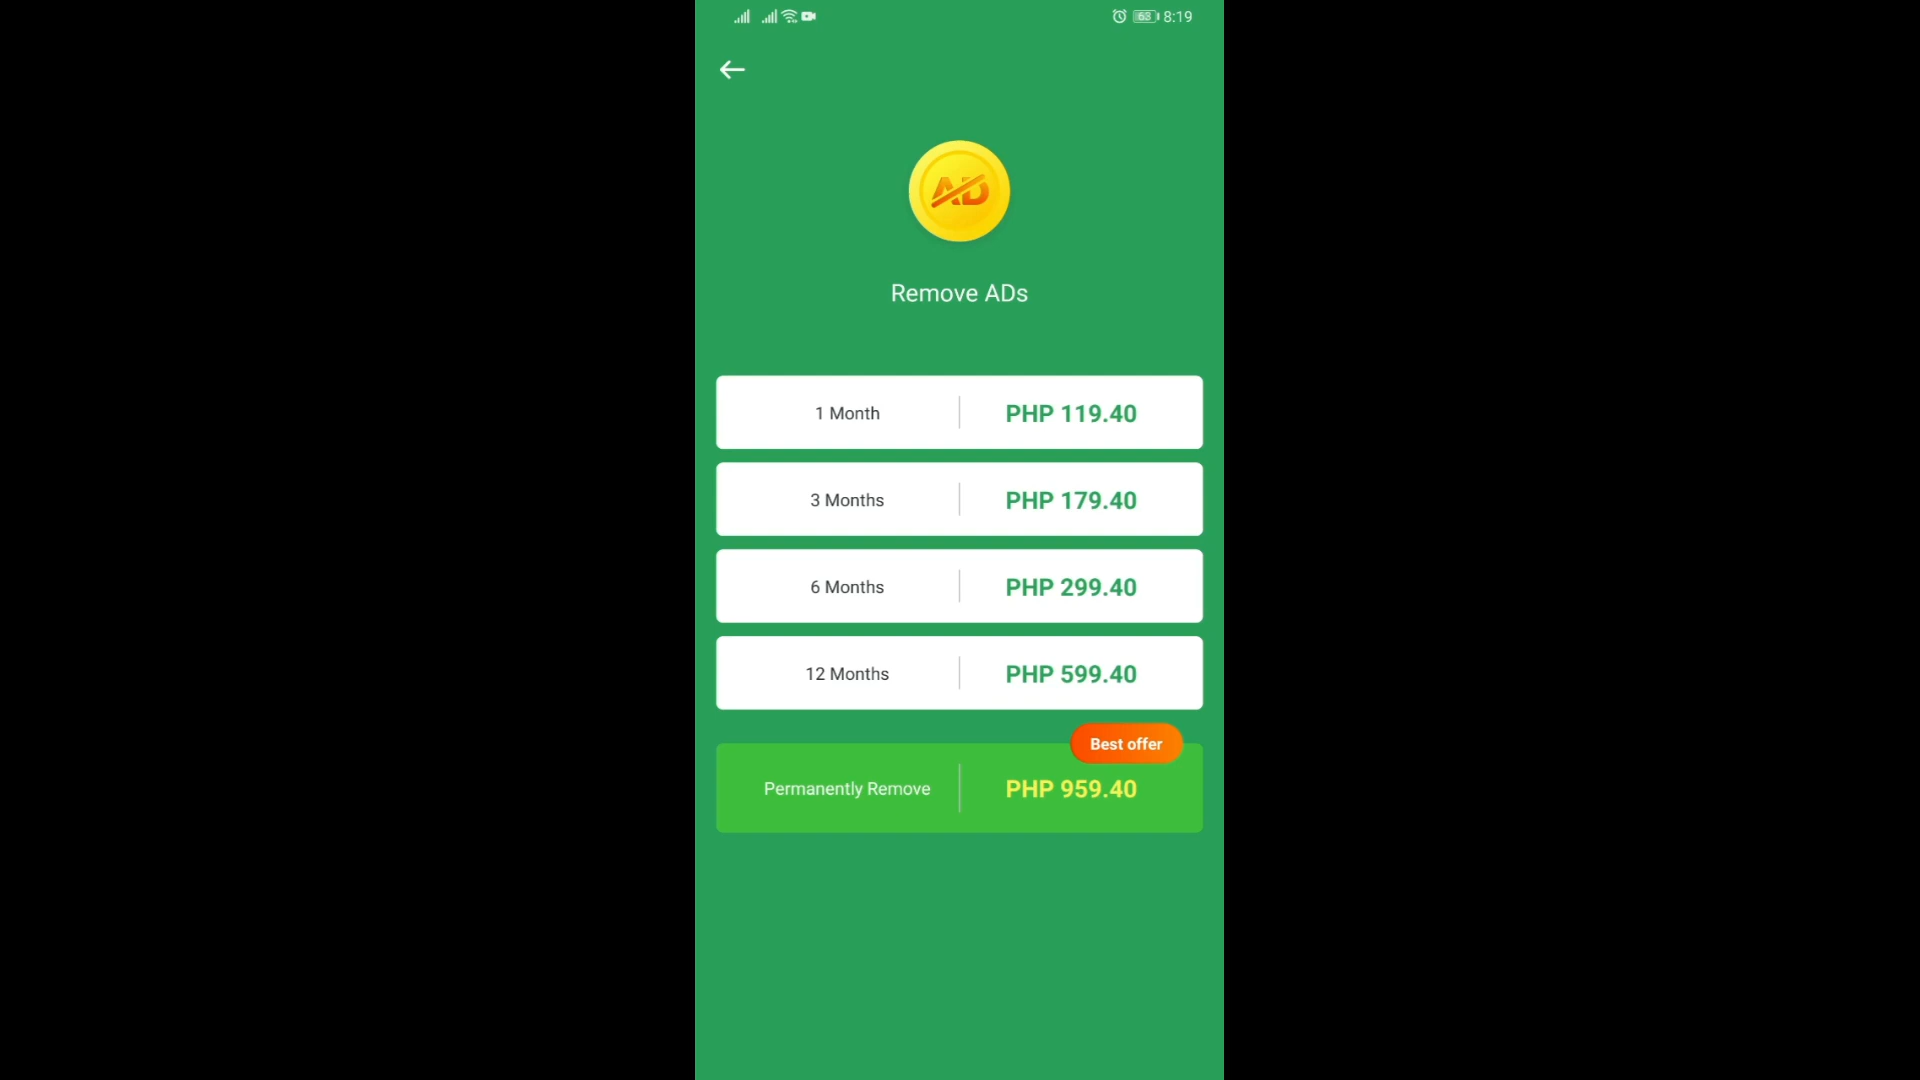 63 8:19
AD
Remove ADs
1 Month PHP 119.40
3 Months PHP 179.40
6 Months PHP 299.40
12 Months PHP 599.40
Best offer
Permanently Remove PHP 959.40